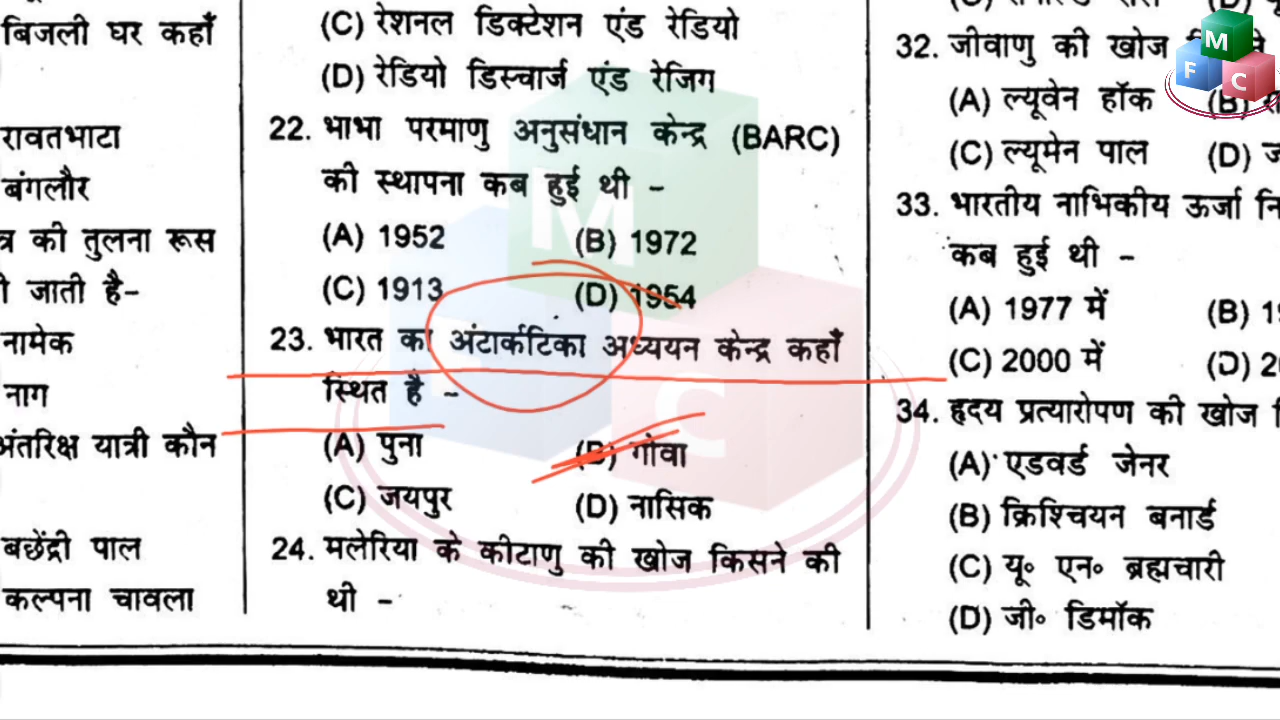 बिजली घर कहाँ
रावतभाटा
बंगलौर
की तुलना रूस
जाती है-
नामेक
नाग
अंतरिक्ष यात्री कौन
बछेंद्री पाल
कल्पना चावला
(C) रेशनल डिक्टेशन एंड रेडियो
(D) रेडियो डिस्चार्ज एंड रेजिग
22. भाभा परमाणु अनुसंधान केन्द्र (BARC)
की स्थापना कब हुई थी -
(A) 1952 (B) 1972
(C) 1913 (D) 1954
23. भारत का अंटार्कटिका अध्ययन केन्द्र कहाँ
स्थित है -
(A) पुना (B) गोवा
(C) जयपुर (D) नासिक
24. मलेरिया के कीटाणु की खोज किसने की
थी -
32. जीवाणु की खोज
(A) ल्यूवेन हॉक (B)
(C) ल्यूमेन पाल (D)
33. भारतीय नाभिकीय ऊर्जा
कब हुई थी -
(A) 1977 में (B)
(C) 2000 में (D)
34. हृदय प्रत्यारोपण की खोज
(A) एडवर्ड जेनर
(B) क्रिश्चियन बनार्ड
(C) यू० एन० ब्रह्मचारी
(D) जी० डिमॉक
M
F
C
M
F
C